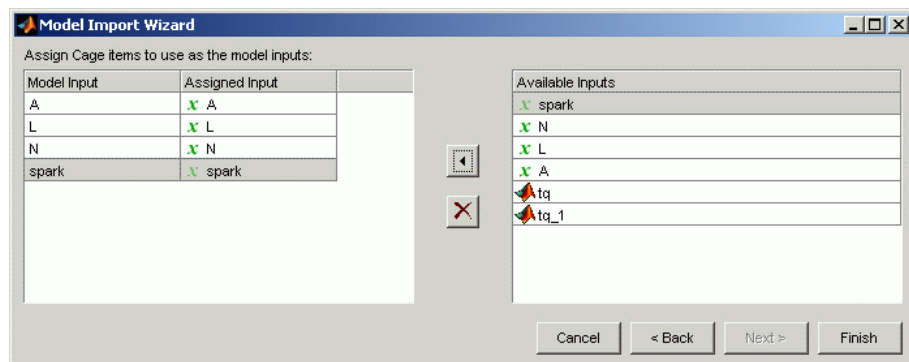 Model Import Wizard
Assign Cage items to use as the model inputs:
Model Input Assigned Input
A x A
L x L
N x N
spark x spark
Available Inputs
x spark
x N
x L
x A
tq
tq_1
Cancel < Back Next > Finish